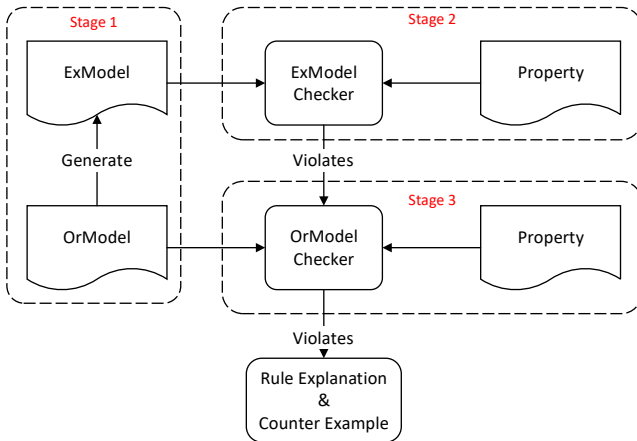 Stage 1
Stage 2
ExModel
ExModel
Checker
Property
Generate
Violates
Stage 3
OrModel
OrModel
Checker
Property
Violates
Rule Explanation
&
Counter Example